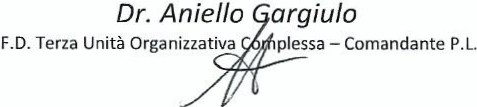 Dr. Aniello Gargiulo
F.D. Terza Unità Organizzativa Complessa – Comandante P.L.